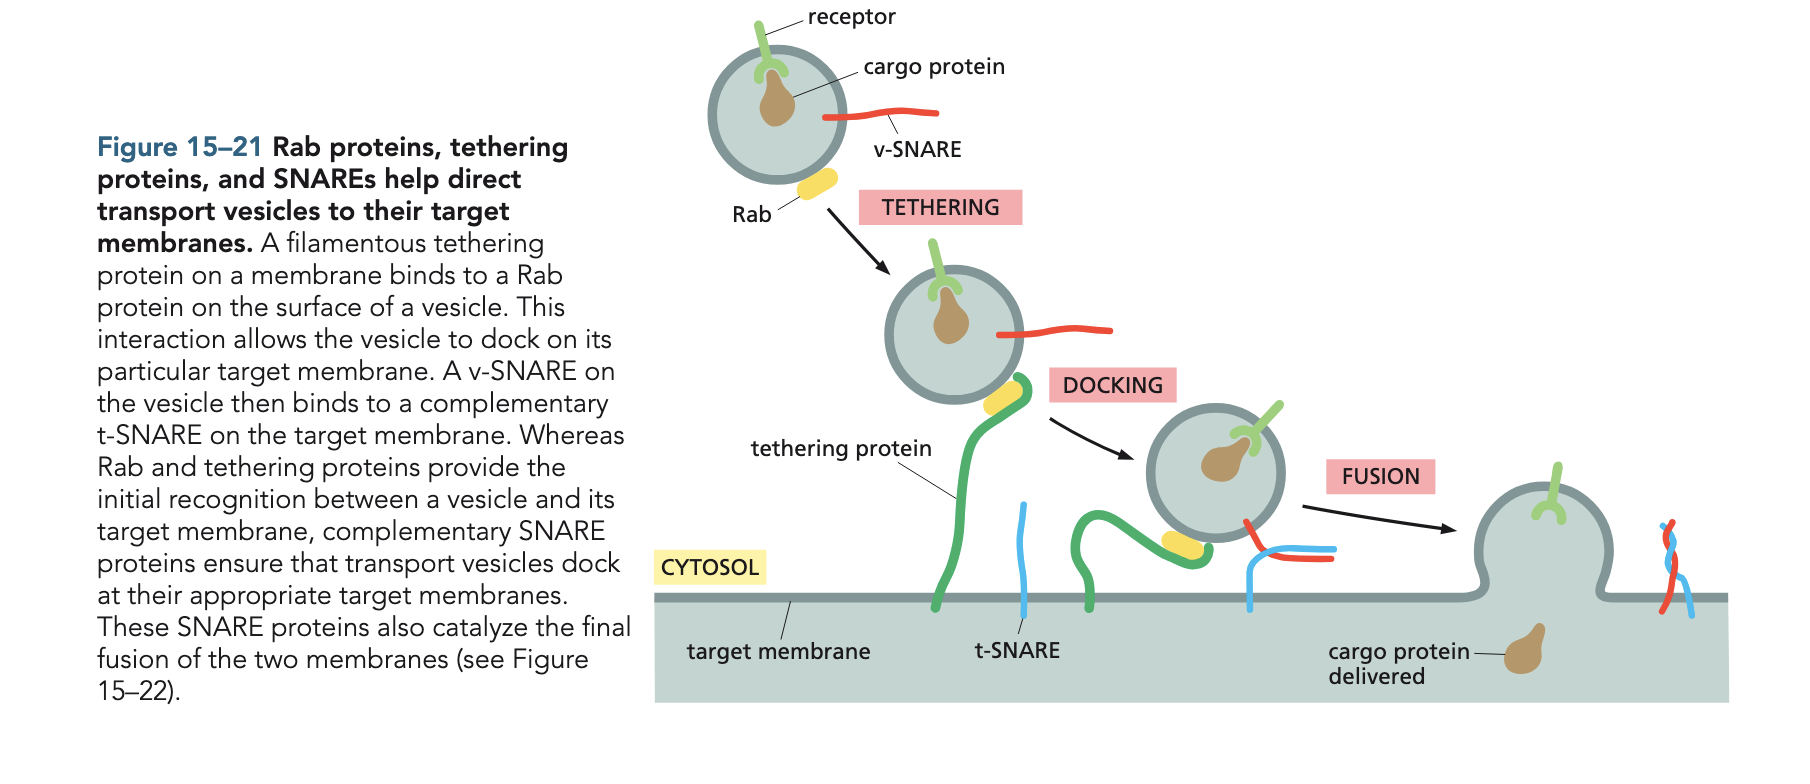 Figure 15–21 Rab proteins, tethering
proteins, and SNAREs help direct
transport vesicles to their target
membranes. A filamentous tethering
protein on a membrane binds to a Rab
protein on the surface of a vesicle. This
interaction allows the vesicle to dock on its
particular target membrane. A v-SNARE on
the vesicle then binds to a complementary
t-SNARE on the target membrane. Whereas
Rab and tethering proteins provide the
initial recognition between a vesicle and its
target membrane, complementary SNARE
proteins ensure that transport vesicles dock
at their appropriate target membranes.
These SNARE proteins also catalyze the final
fusion of the two membranes (see Figure
15–22).
receptor
cargo protein
v-SNARE
Rab
TETHERING
DOCKING
tethering protein
FUSION
CYTOSOL
target membrane
t-SNARE
cargo protein
delivered